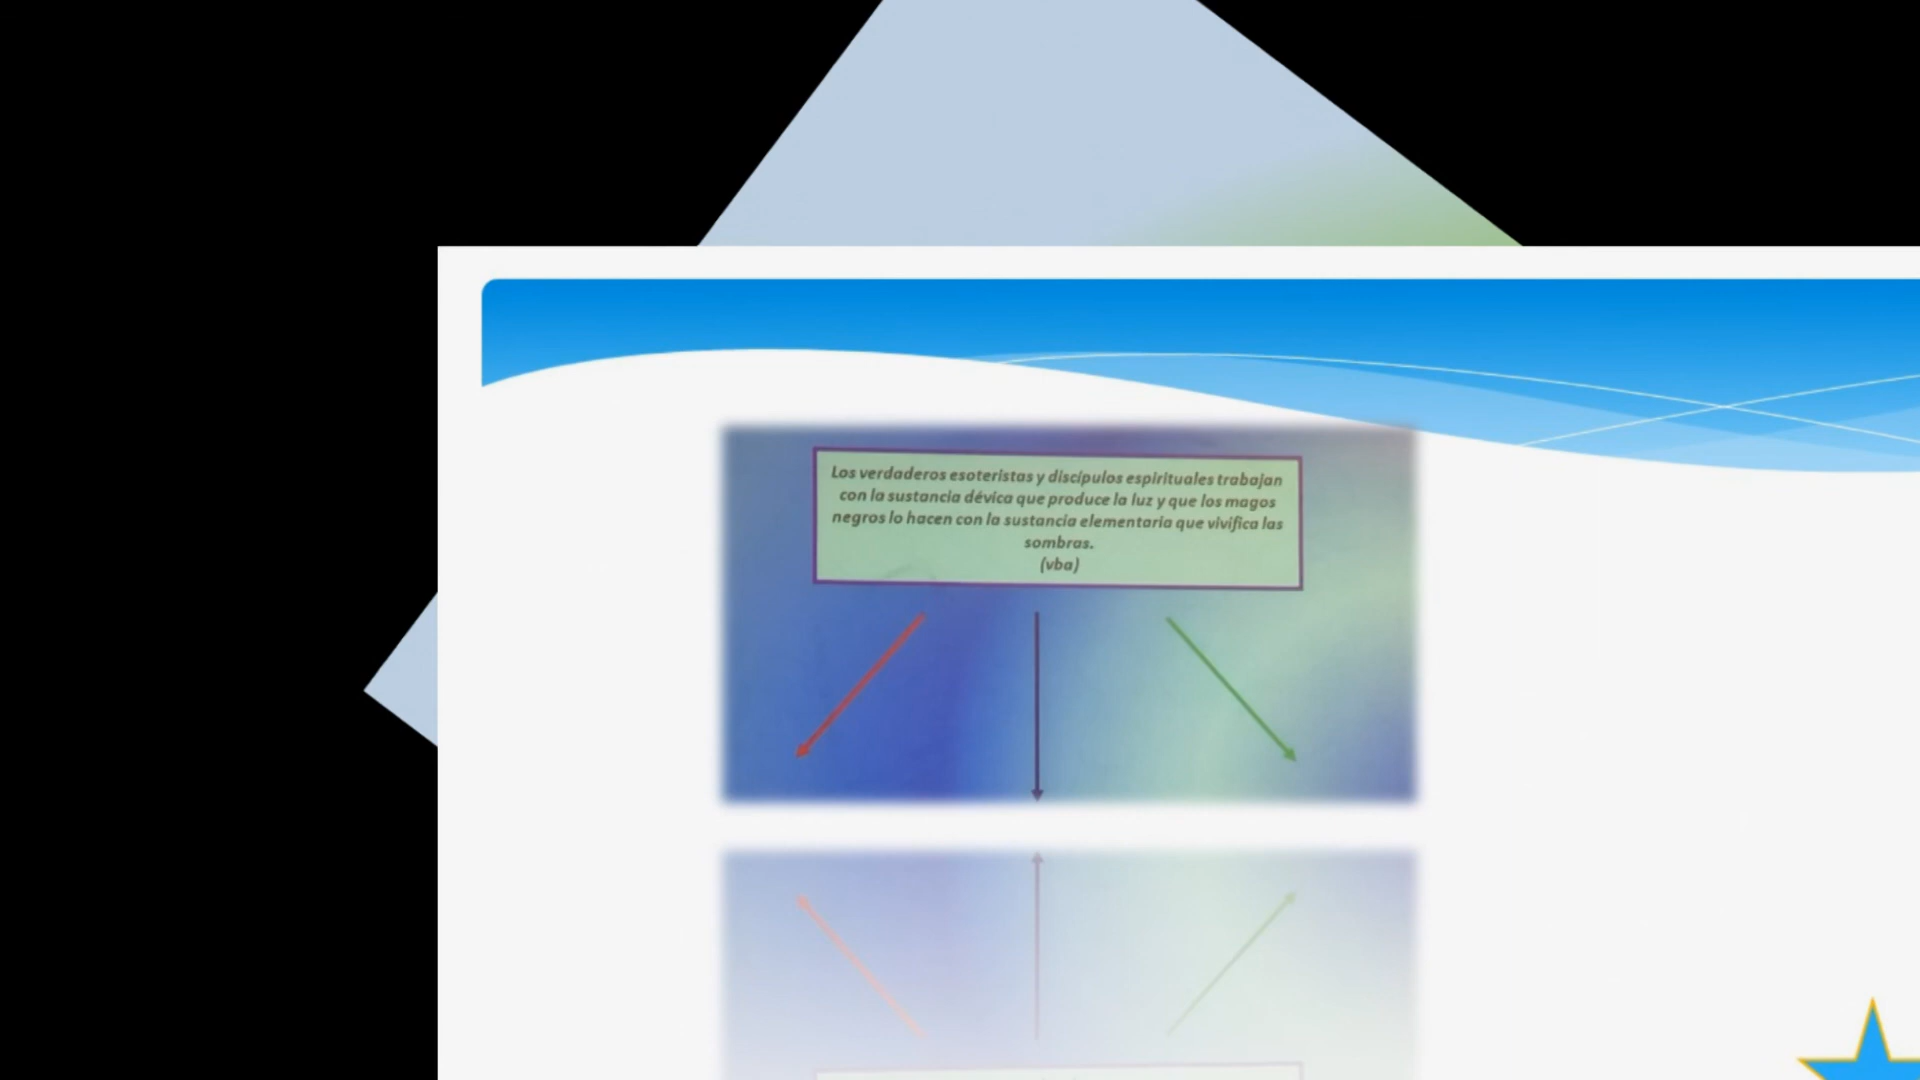 Los verdaderos esoteristas y discípulos espirituales trabajan
con la sustancia dévica que produce la luz y que los magos
negros lo hacen con la sustancia elementaria que vivifica las
sombras.
(vba)